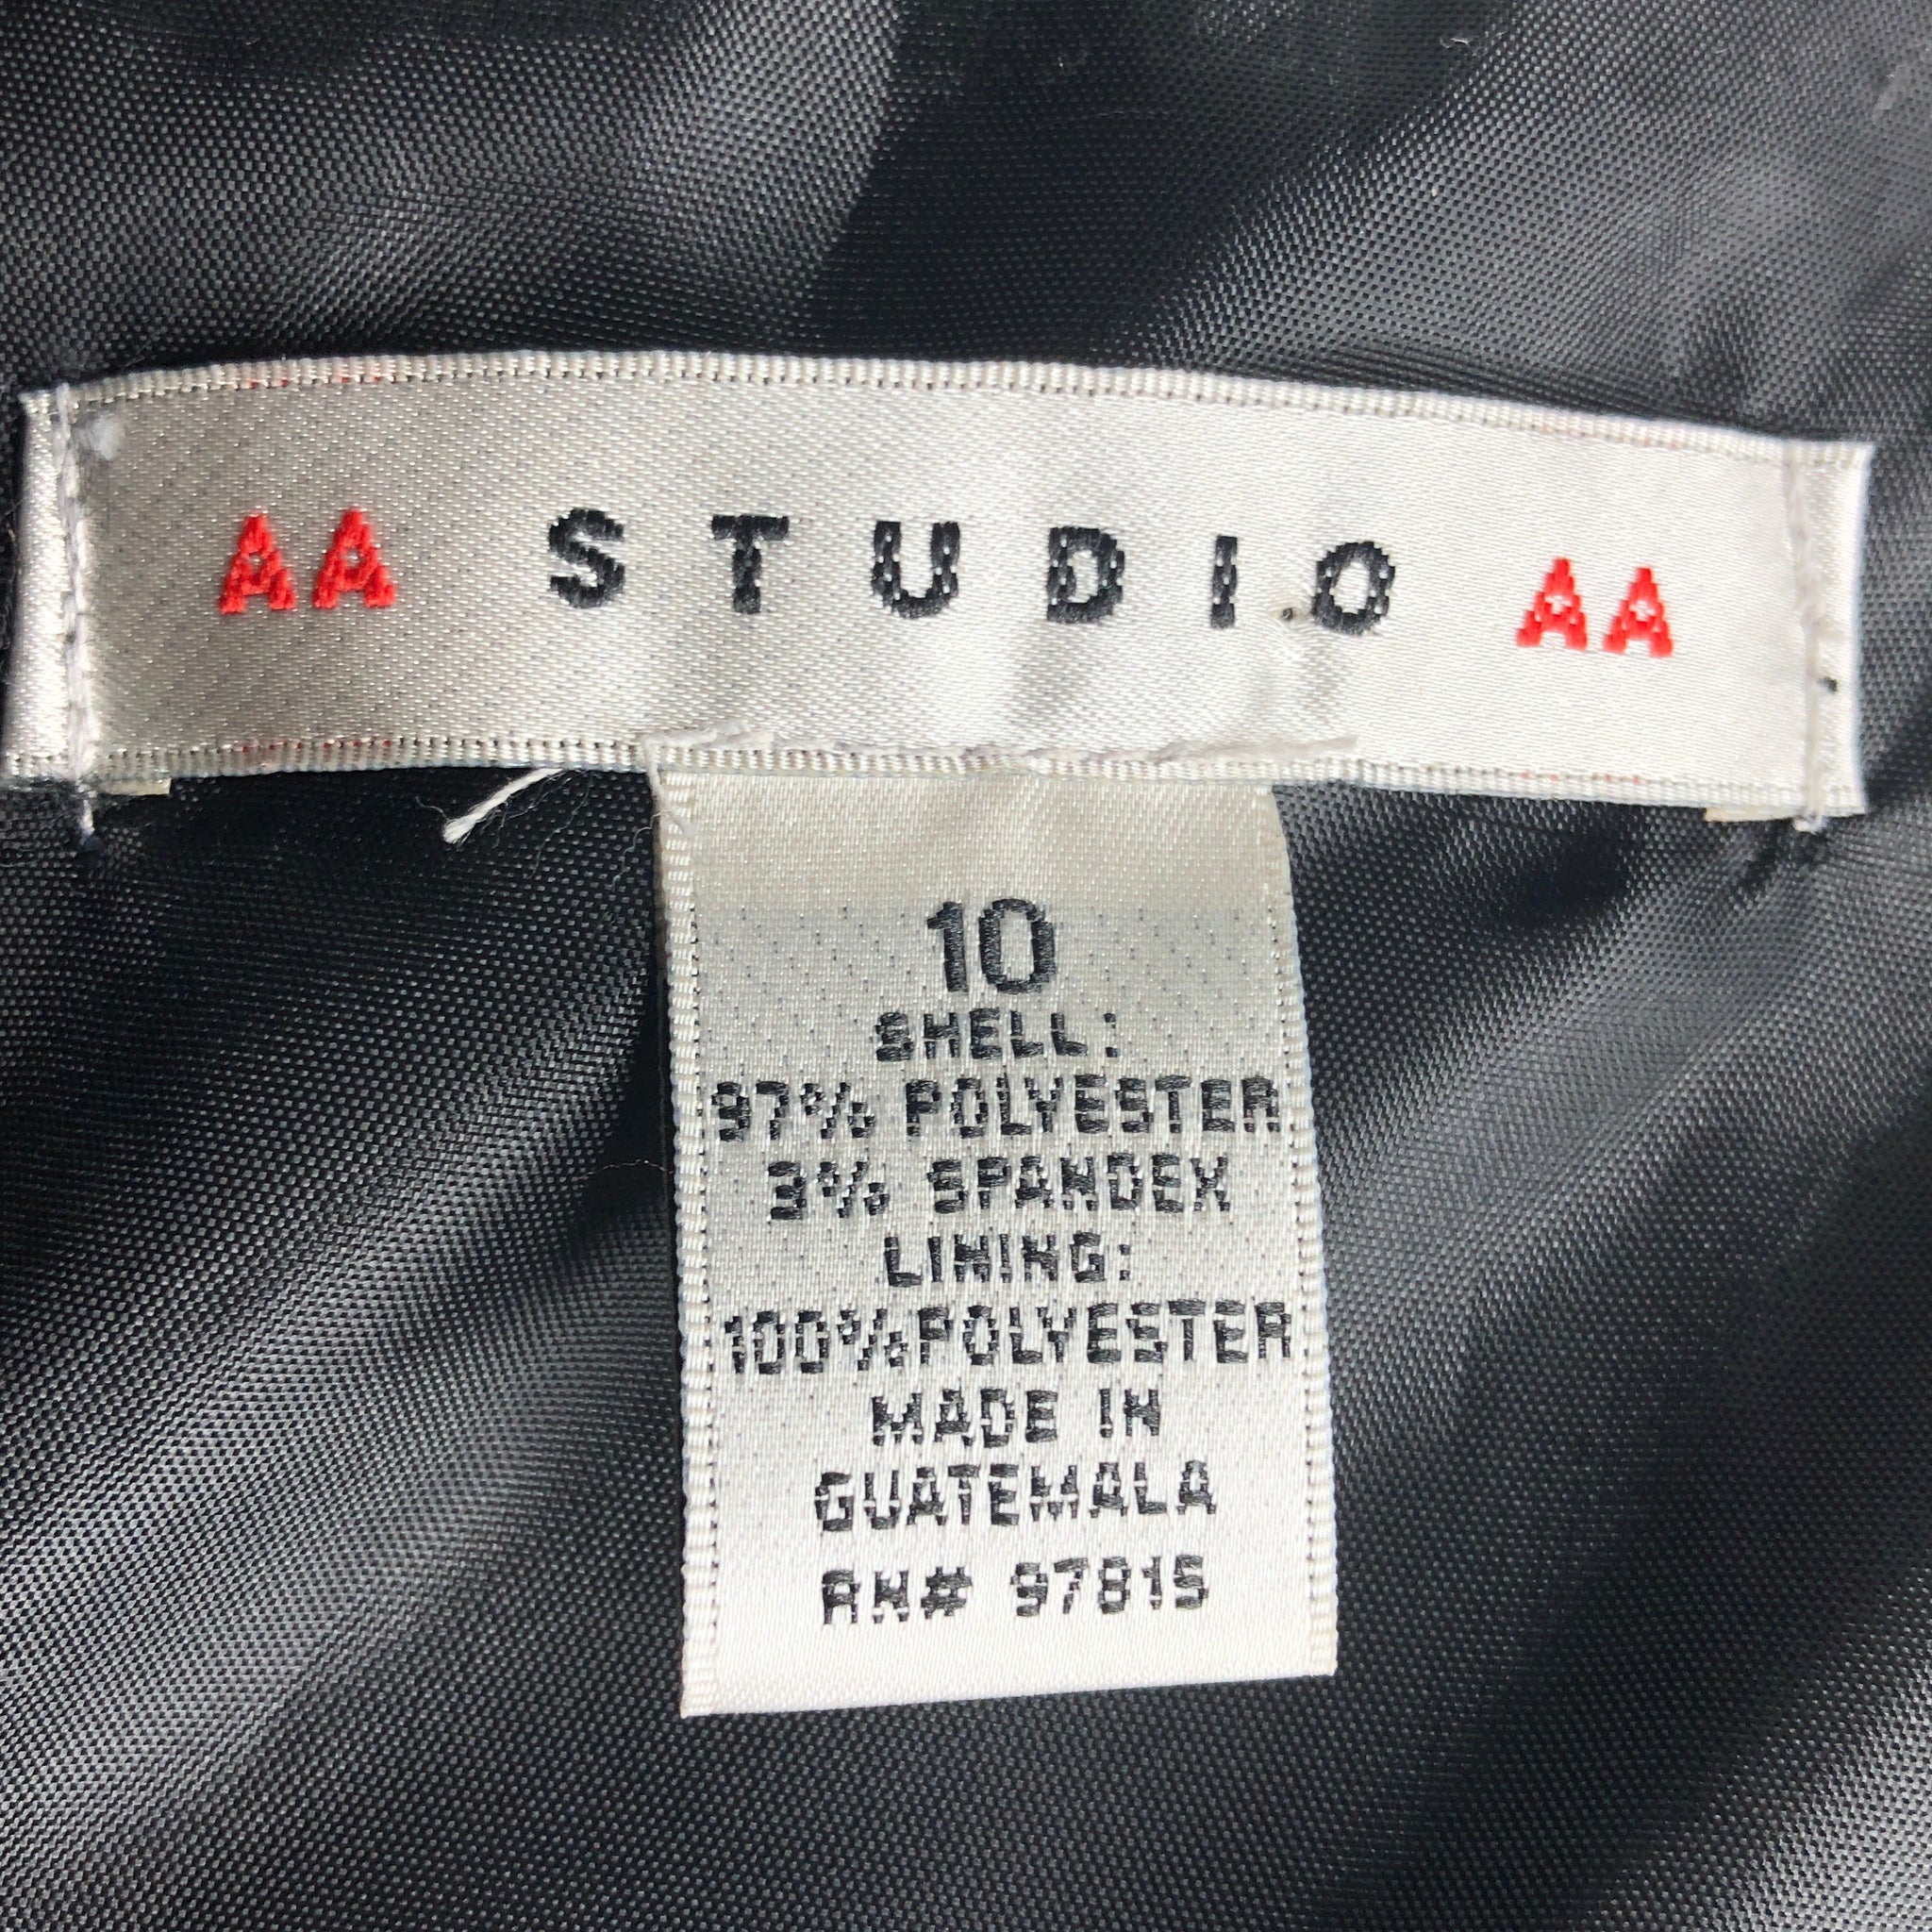 AA STUDIO AA
10
SHELL:
97% POLYESTER
3% SPANDEX
LINING:
100%POLYESTER
MADE IN
GUATEMALA
RN# 97815